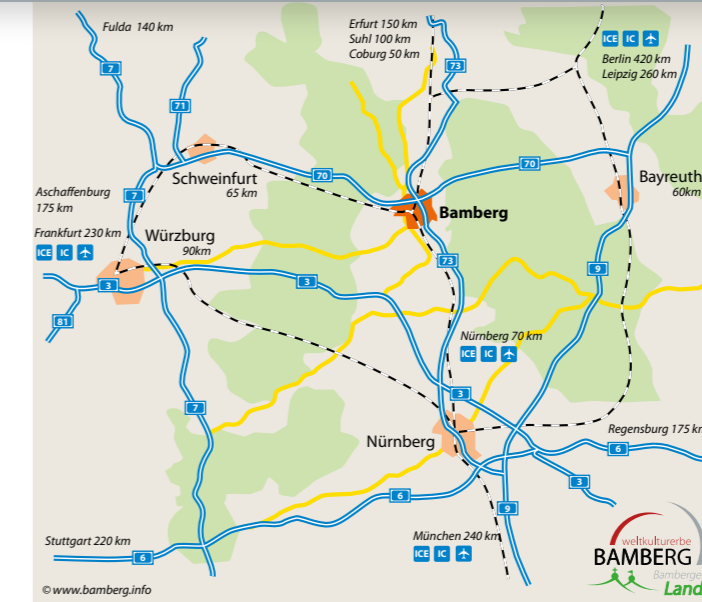 Fulda 140 km
Erfurt 150 km
Suhl 100 km
Coburg 50 km
ICE IC
Berlin 420 km
Leipzig 260 km
7
71
73
70
70
Schweinfurt
65 km
Bayreuth
60km
Aschaffenburg
175 km
7
Bamberg
Frankfurt 230 km
ICE IC
Würzburg
90km
73
9
3
3
81
Nürnberg 70 km
ICE IC
3
7
Nürnberg
Regensburg 175 km
6
3
6
9
Stuttgart 220 km
6
München 240 km
ICE IC
weltkulturerbe
BAMBERG
Bamberge
Land
© www.bamberg.info